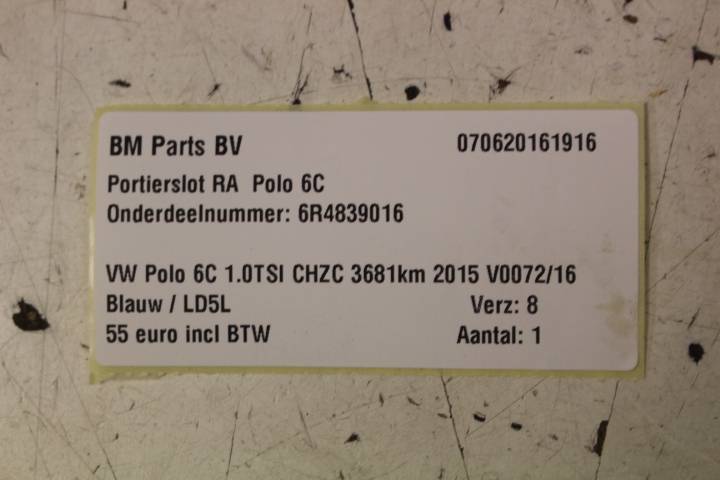 BM Parts BV 070620161916
Portierslot RA Polo 6C
Onderdeelnummer: 6R4839016
VW Polo 6C 1.0TSI CHZC 3681km 2015 V0072/16
Blauw / LD5L Verz: 8
55 euro incl BTW Aantal: 1